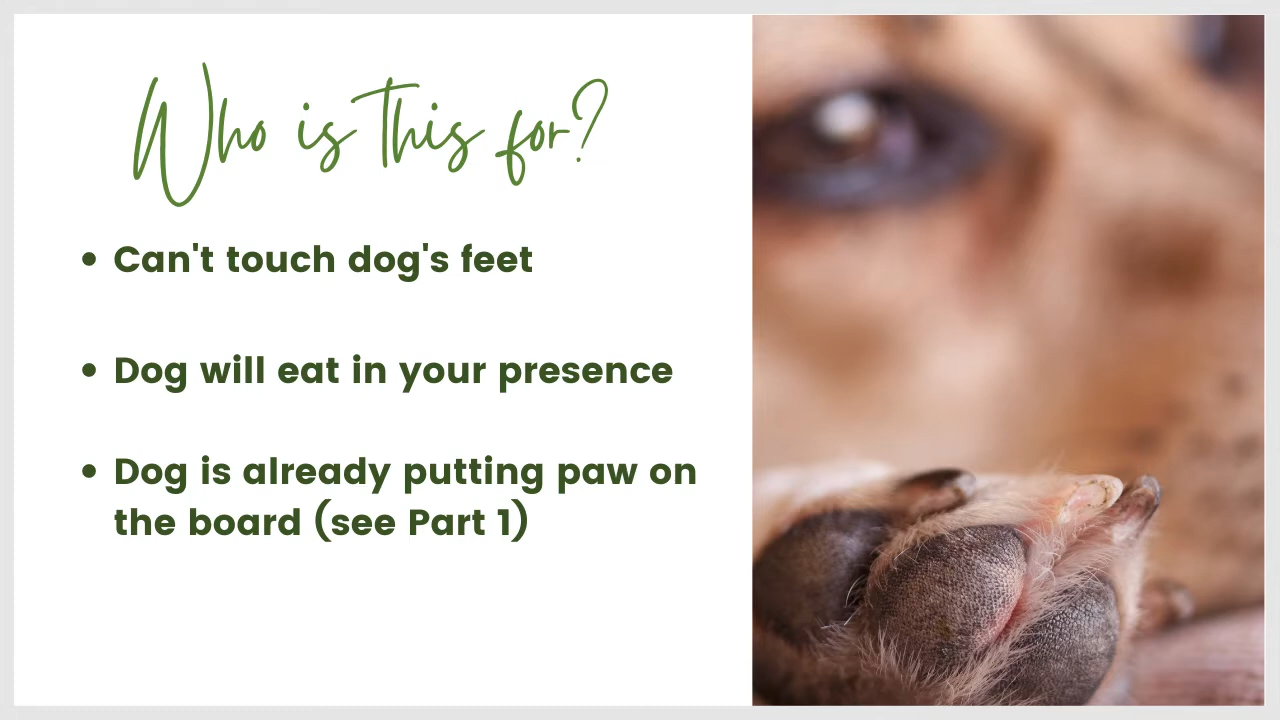 Who is this for?
• Can't touch dog's feet
• Dog will eat in your presence
• Dog is already putting paw on
the board (see Part 1)